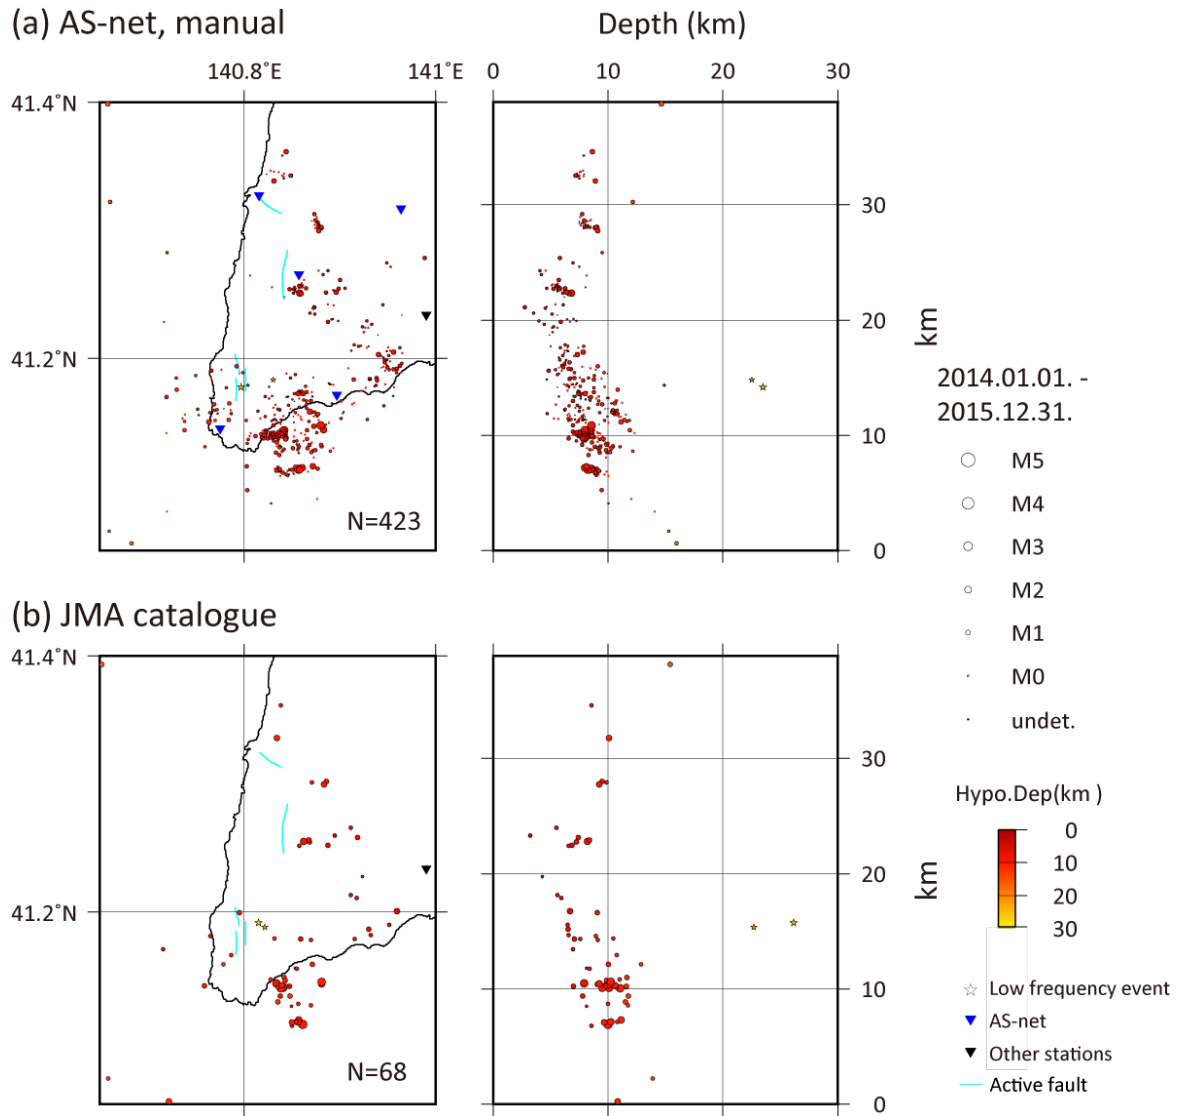 (a) AS-net, manual
Depth (km)
140.8°E
141°E
0
10
20
30
41.4°N
30
20
km
41.2°N
10
N=423
0
2014.01.01. -
2015.12.31.
M5
M4
M3
M2
M1
M0
undet.
(b) JMA catalogue
41.4°N
30
20
km
41.2°N
10
N=68
0
Hypo.Dep(km )
0
10
20
30
Low frequency event
AS-net
Other stations
Active fault